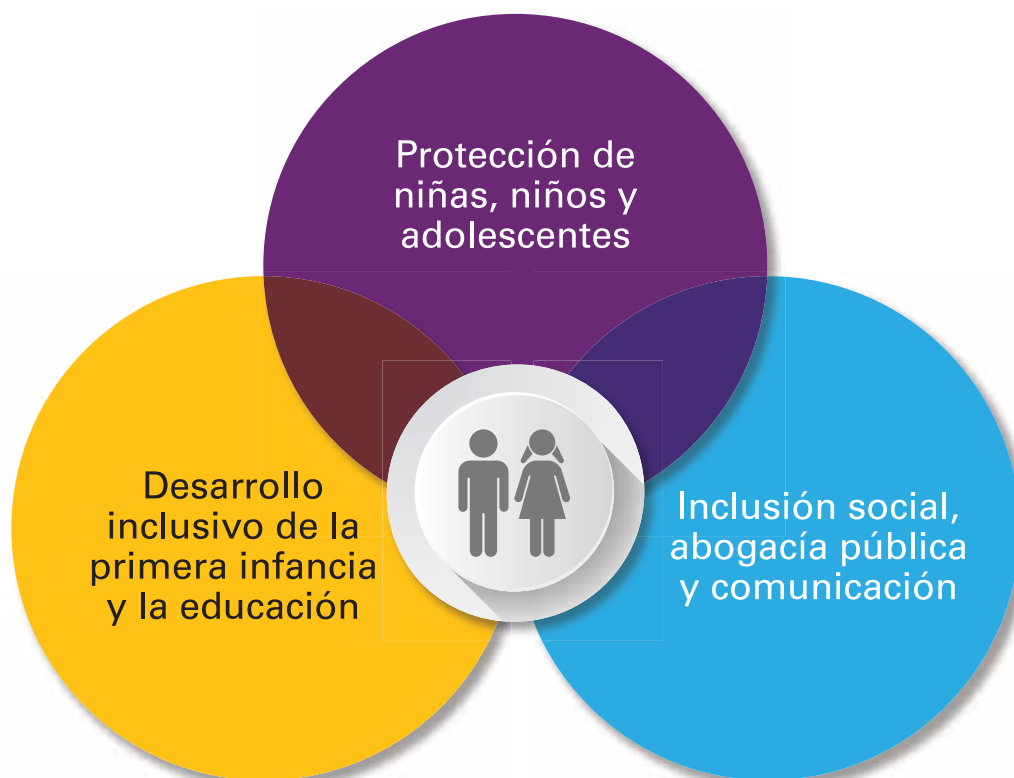 Protección de
niñas, niños y
adolescentes
Desarrollo
inclusivo de la
primera infancia
y la educación
Inclusión social,
abogacía pública
y comunicación